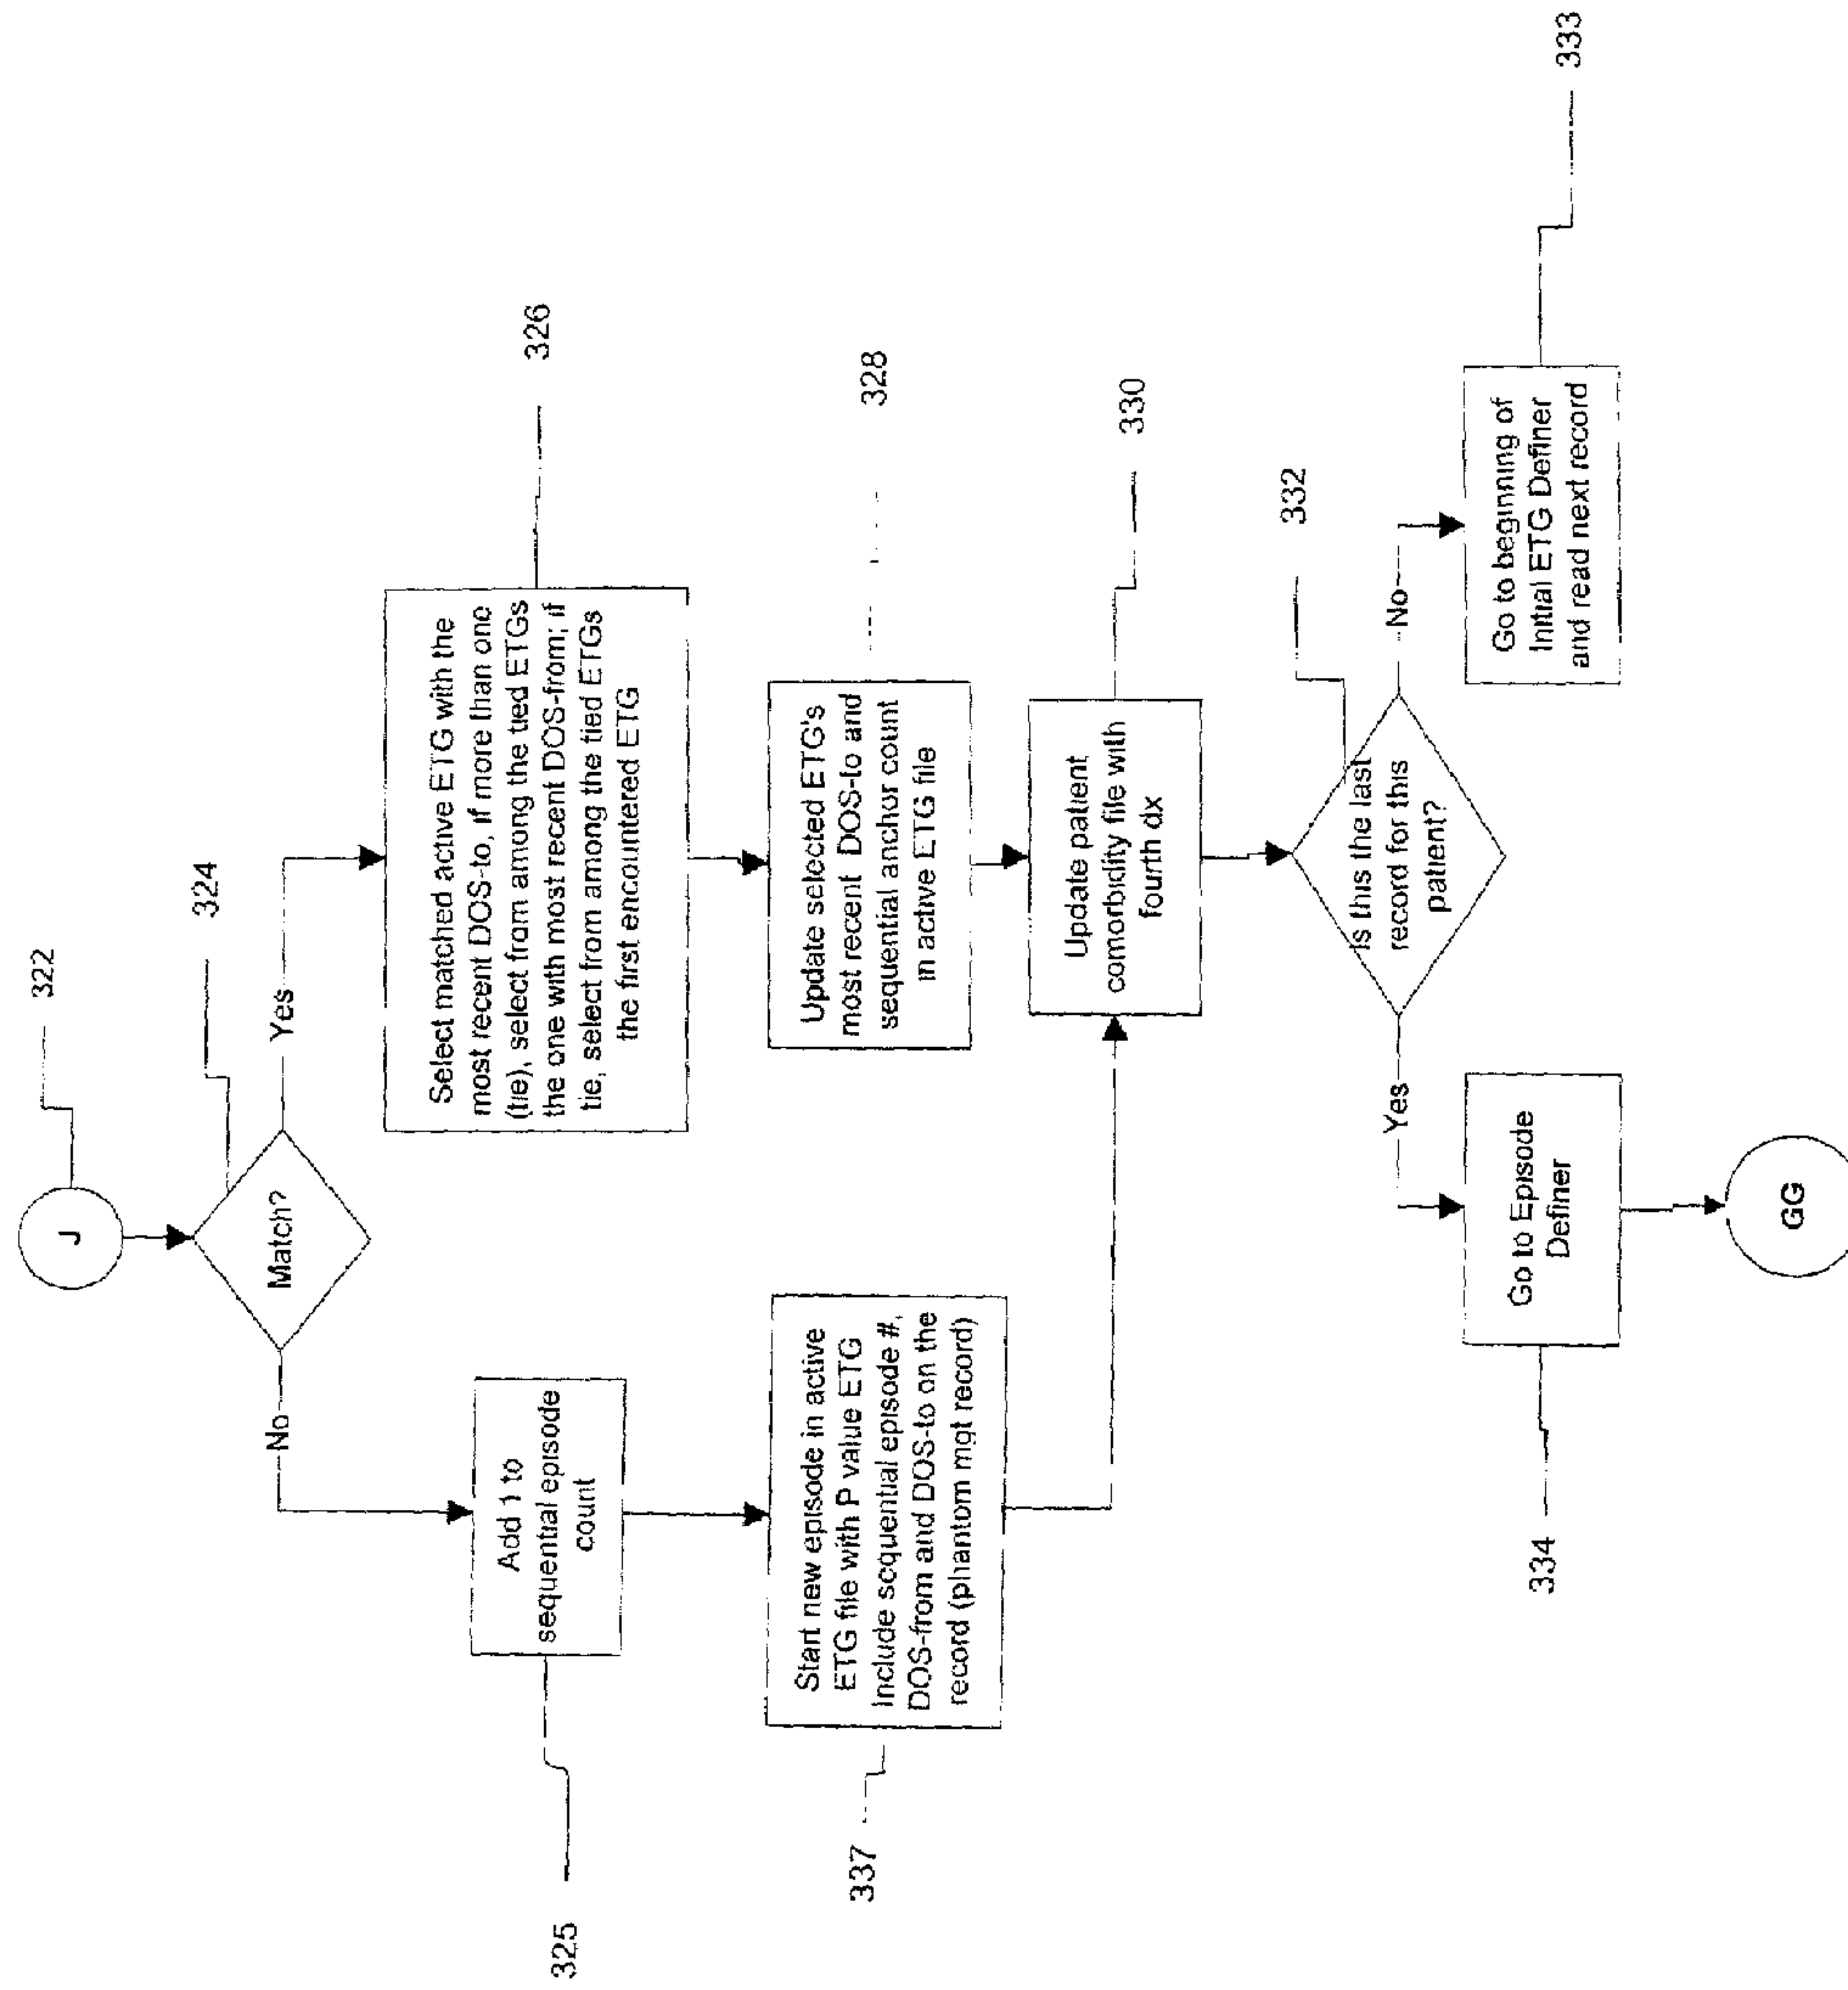 J
322
Match?
324
No
Yes
Add 1 to
sequential episode
count
325
Select matched active ETG with the
most recent DOS-to, if more than one
(tie), select from among the tied ETGs
the one with most recent DOS-from; if
tie, select from among the tied ETGs
the first encountered ETG
326
Start new episode in active
ETG file with P value ETG
Include sequential episode #,
DOS-from and DOS-to on the
record (phantom mgt record)
337
Update selected ETG's
most recent DOS-to and
sequential anchor count
in active ETG file
328
Update patient
comorbidity file with
fourth dx
330
Is this the last
record for this
patient?
332
Yes
No
Go to Episode
Definer
334
Go to beginning of
Initial ETG Definer
and read next record
333
GG